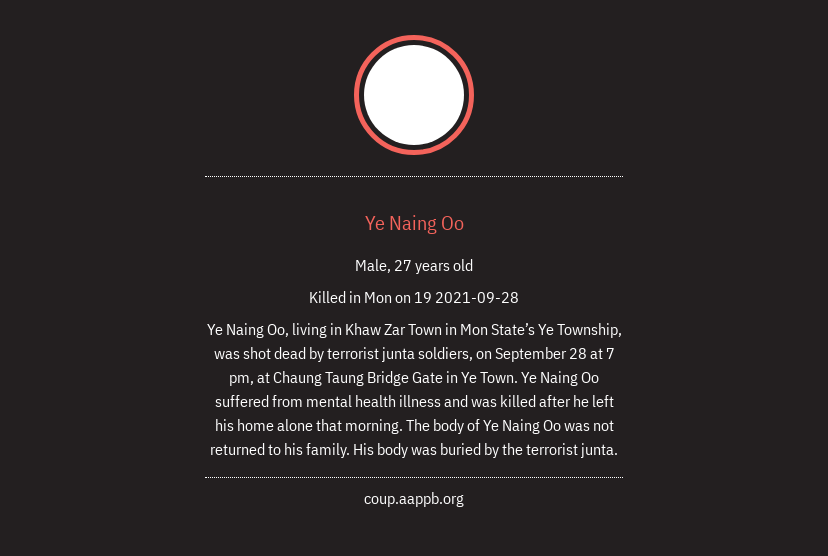 Ye Naing Oo
Male, 27 years old
Killed in Mon on 19 2021-09-28
Ye Naing Oo, living in Khaw Zar Town in Mon State’s Ye Township,
was shot dead by terrorist junta soldiers, on September 28 at 7
pm, at Chaung Taung Bridge Gate in Ye Town. Ye Naing Oo
suffered from mental health illness and was killed after he left
his home alone that morning. The body of Ye Naing Oo was not
returned to his family. His body was buried by the terrorist junta.
coup.aappb.org